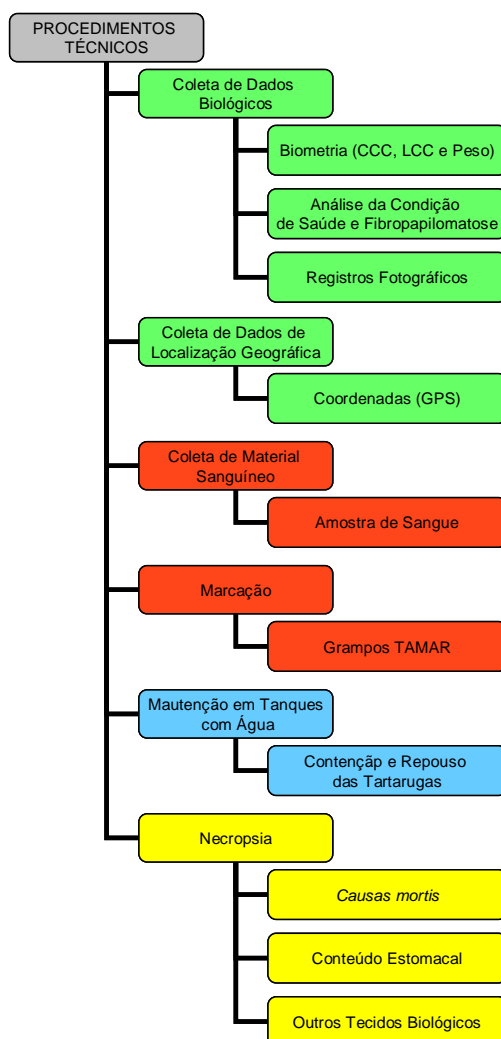 PROCEDIMENTOS
TÉCNICOS
Coleta de Dados
Biológicos
Biometria (CCC, LCC e Peso)
Análise da Condição
de Saúde e Fibropapilomatose
Registros Fotográficos
Coleta de Dados de
Localização Geográfica
Coordenadas (GPS)
Coleta de Material
Sanguíneo
Amostra de Sangue
Marcação
Grampos TAMAR
Mautenção em Tanques
com Água
Contençãp e Repouso
das Tartarugas
Necropsia
Causas mortis
Conteúdo Estomacal
Outros Tecidos Biológicos